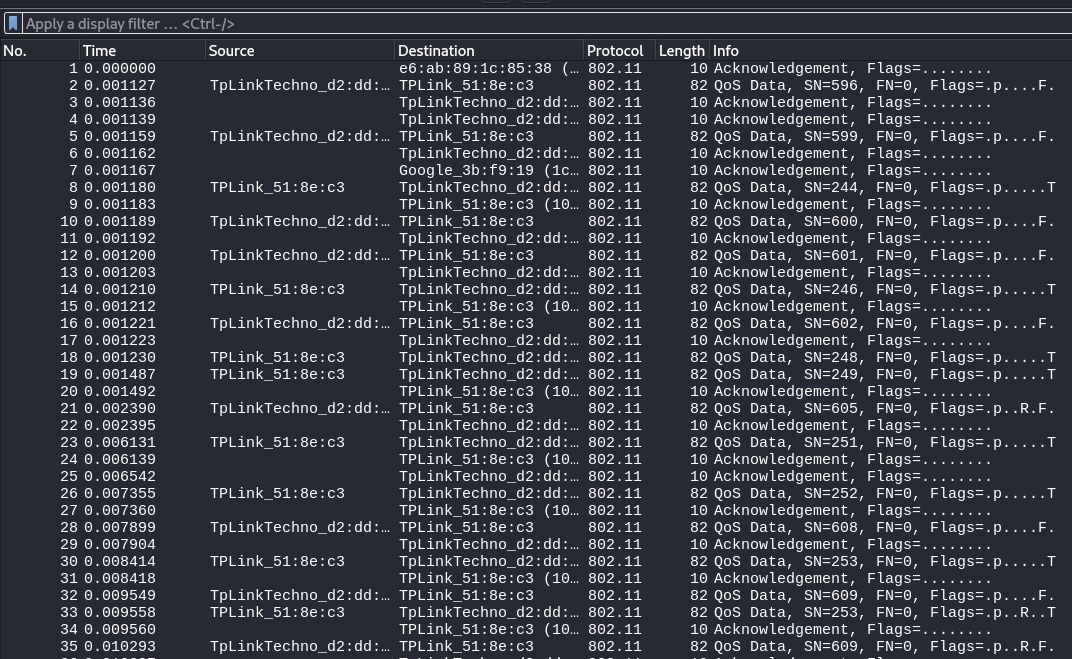 Apply a display filter … <Ctrl-/>
No. Time Source Destination Protocol Length Info
1 0.000000 e6:ab:89:1c:85:38 (… 802.11 10 Acknowledgement, Flags=........
2 0.001127 TpLinkTechno_d2:dd:… TPLink_51:8e:c3 802.11 82 QoS Data, SN=596, FN=0, Flags=.p....F.
3 0.001136 TpLinkTechno_d2:dd:… 802.11 10 Acknowledgement, Flags=........
4 0.001139 TpLinkTechno_d2:dd:… 802.11 10 Acknowledgement, Flags=........
5 0.001159 TpLinkTechno_d2:dd:… TPLink_51:8e:c3 802.11 82 QoS Data, SN=599, FN=0, Flags=.p....F.
6 0.001162 TpLinkTechno_d2:dd:… 802.11 10 Acknowledgement, Flags=........
7 0.001167 Google_3b:f9:19 (1c… 802.11 10 Acknowledgement, Flags=........
8 0.001180 TPLink_51:8e:c3 TpLinkTechno_d2:dd:… 802.11 82 QoS Data, SN=244, FN=0, Flags=.p.....T
9 0.001183 TPLink_51:8e:c3 (10… 802.11 10 Acknowledgement, Flags=........
10 0.001189 TpLinkTechno_d2:dd:… TPLink_51:8e:c3 802.11 82 QoS Data, SN=600, FN=0, Flags=.p....F.
11 0.001192 TpLinkTechno_d2:dd:… 802.11 10 Acknowledgement, Flags=........
12 0.001200 TpLinkTechno_d2:dd:… TPLink_51:8e:c3 802.11 82 QoS Data, SN=601, FN=0, Flags=.p....F.
13 0.001203 TpLinkTechno_d2:dd:… 802.11 10 Acknowledgement, Flags=........
14 0.001210 TPLink_51:8e:c3 TpLinkTechno_d2:dd:… 802.11 82 QoS Data, SN=246, FN=0, Flags=.p.....T
15 0.001212 TPLink_51:8e:c3 (10… 802.11 10 Acknowledgement, Flags=........
16 0.001221 TpLinkTechno_d2:dd:… TPLink_51:8e:c3 802.11 82 QoS Data, SN=602, FN=0, Flags=.p....F.
17 0.001223 TpLinkTechno_d2:dd:… 802.11 10 Acknowledgement, Flags=........
18 0.001230 TPLink_51:8e:c3 TpLinkTechno_d2:dd:… 802.11 82 QoS Data, SN=248, FN=0, Flags=.p.....T
19 0.001487 TPLink_51:8e:c3 TpLinkTechno_d2:dd:… 802.11 82 QoS Data, SN=249, FN=0, Flags=.p.....T
20 0.001492 TPLink_51:8e:c3 (10… 802.11 10 Acknowledgement, Flags=........
21 0.002390 TpLinkTechno_d2:dd:… TPLink_51:8e:c3 802.11 82 QoS Data, SN=605, FN=0, Flags=.p..R.F.
22 0.002395 TpLinkTechno_d2:dd:… 802.11 10 Acknowledgement, Flags=........
23 0.006131 TPLink_51:8e:c3 TpLinkTechno_d2:dd:… 802.11 82 QoS Data, SN=251, FN=0, Flags=.p.....T
24 0.006139 TPLink_51:8e:c3 (10… 802.11 10 Acknowledgement, Flags=........
25 0.006542 TpLinkTechno_d2:dd:… 802.11 10 Acknowledgement, Flags=........
26 0.007355 TPLink_51:8e:c3 TpLinkTechno_d2:dd:… 802.11 82 QoS Data, SN=252, FN=0, Flags=.p.....T
27 0.007360 TPLink_51:8e:c3 (10… 802.11 10 Acknowledgement, Flags=........
28 0.007899 TpLinkTechno_d2:dd:… TPLink_51:8e:c3 802.11 82 QoS Data, SN=608, FN=0, Flags=.p....F.
29 0.007904 TpLinkTechno_d2:dd:… 802.11 10 Acknowledgement, Flags=........
30 0.008414 TPLink_51:8e:c3 TpLinkTechno_d2:dd:… 802.11 82 QoS Data, SN=253, FN=0, Flags=.p.....T
31 0.008418 TPLink_51:8e:c3 (10… 802.11 10 Acknowledgement, Flags=........
32 0.009549 TpLinkTechno_d2:dd:… TPLink_51:8e:c3 802.11 82 QoS Data, SN=609, FN=0, Flags=.p....F.
33 0.009558 TPLink_51:8e:c3 TpLinkTechno_d2:dd:… 802.11 82 QoS Data, SN=253, FN=0, Flags=.p..R..T
34 0.009560 TPLink_51:8e:c3 (10… 802.11 10 Acknowledgement, Flags=........
35 0.010293 TpLinkTechno_d2:dd:… TPLink_51:8e:c3 802.11 82 QoS Data, SN=609, FN=0, Flags=.p..R.F.